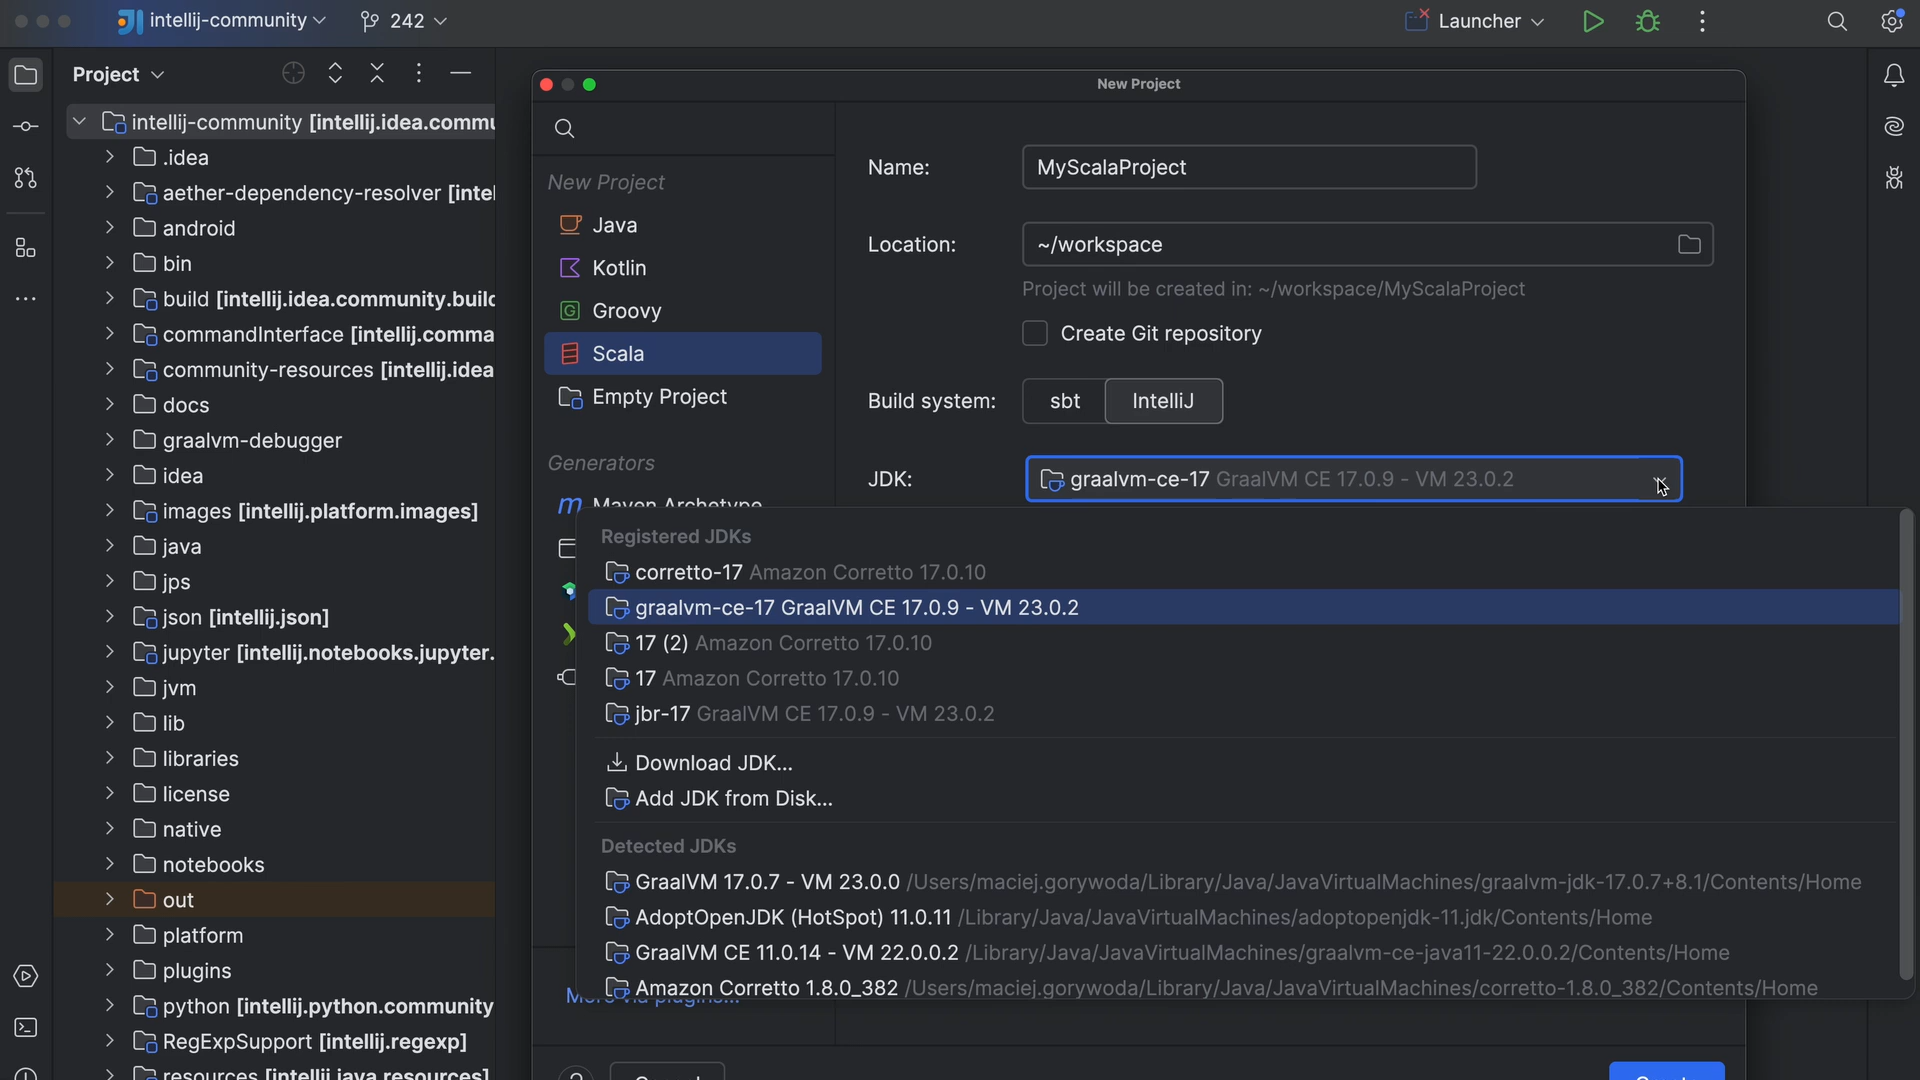 intellij-community
242
Launcher
Project
intellij-community [intellij.idea.commu
.idea
aether-dependency-resolver [intel
android
bin
build [intellij.idea.community.builc
commandInterface [intellij.comma
community-resources [intellij.idea
docs
graalvm-debugger
idea
images [intellij.platform.images]
java
jps
json [intellij.json]
jupyter [intellij.notebooks.jupyter.
jvm
lib
libraries
license
native
notebooks
out
platform
plugins
python [intellij.python.community
RegExpSupport [intellij.regexp]
resources [intellij.java.resources]
New Project
New Project
Java
Kotlin
Groovy
Scala
Empty Project
Generators
Maven Archetype
More via plugins...
Name:
MyScalaProject
Location:
~/workspace
Project will be created in: ~/workspace/MyScalaProject
Create Git repository
Build system:
sbt
IntelliJ
JDK:
graalvm-ce-17 GraalVM CE 17.0.9 - VM 23.0.2
Registered JDKs
corretto-17 Amazon Corretto 17.0.10
graalvm-ce-17 GraalVM CE 17.0.9 - VM 23.0.2
17 (2) Amazon Corretto 17.0.10
17 Amazon Corretto 17.0.10
jbr-17 GraalVM CE 17.0.9 - VM 23.0.2
Download JDK...
Add JDK from Disk...
Detected JDKs
GraalVM 17.0.7 - VM 23.0.0 /Users/maciej.gorywoda/Library/Java/JavaVirtualMachines/graalvm-jdk-17.0.7+8.1/Contents/Home
AdoptOpenJDK (HotSpot) 11.0.11 /Library/Java/JavaVirtualMachines/adoptopenjdk-11.jdk/Contents/Home
GraalVM CE 11.0.14 - VM 22.0.0.2 /Library/Java/JavaVirtualMachines/graalvm-ce-java11-22.0.0.2/Contents/Home
Amazon Corretto 1.8.0_382 /Users/maciej.gorywoda/Library/Java/JavaVirtualMachines/corretto-1.8.0_382/Contents/Home